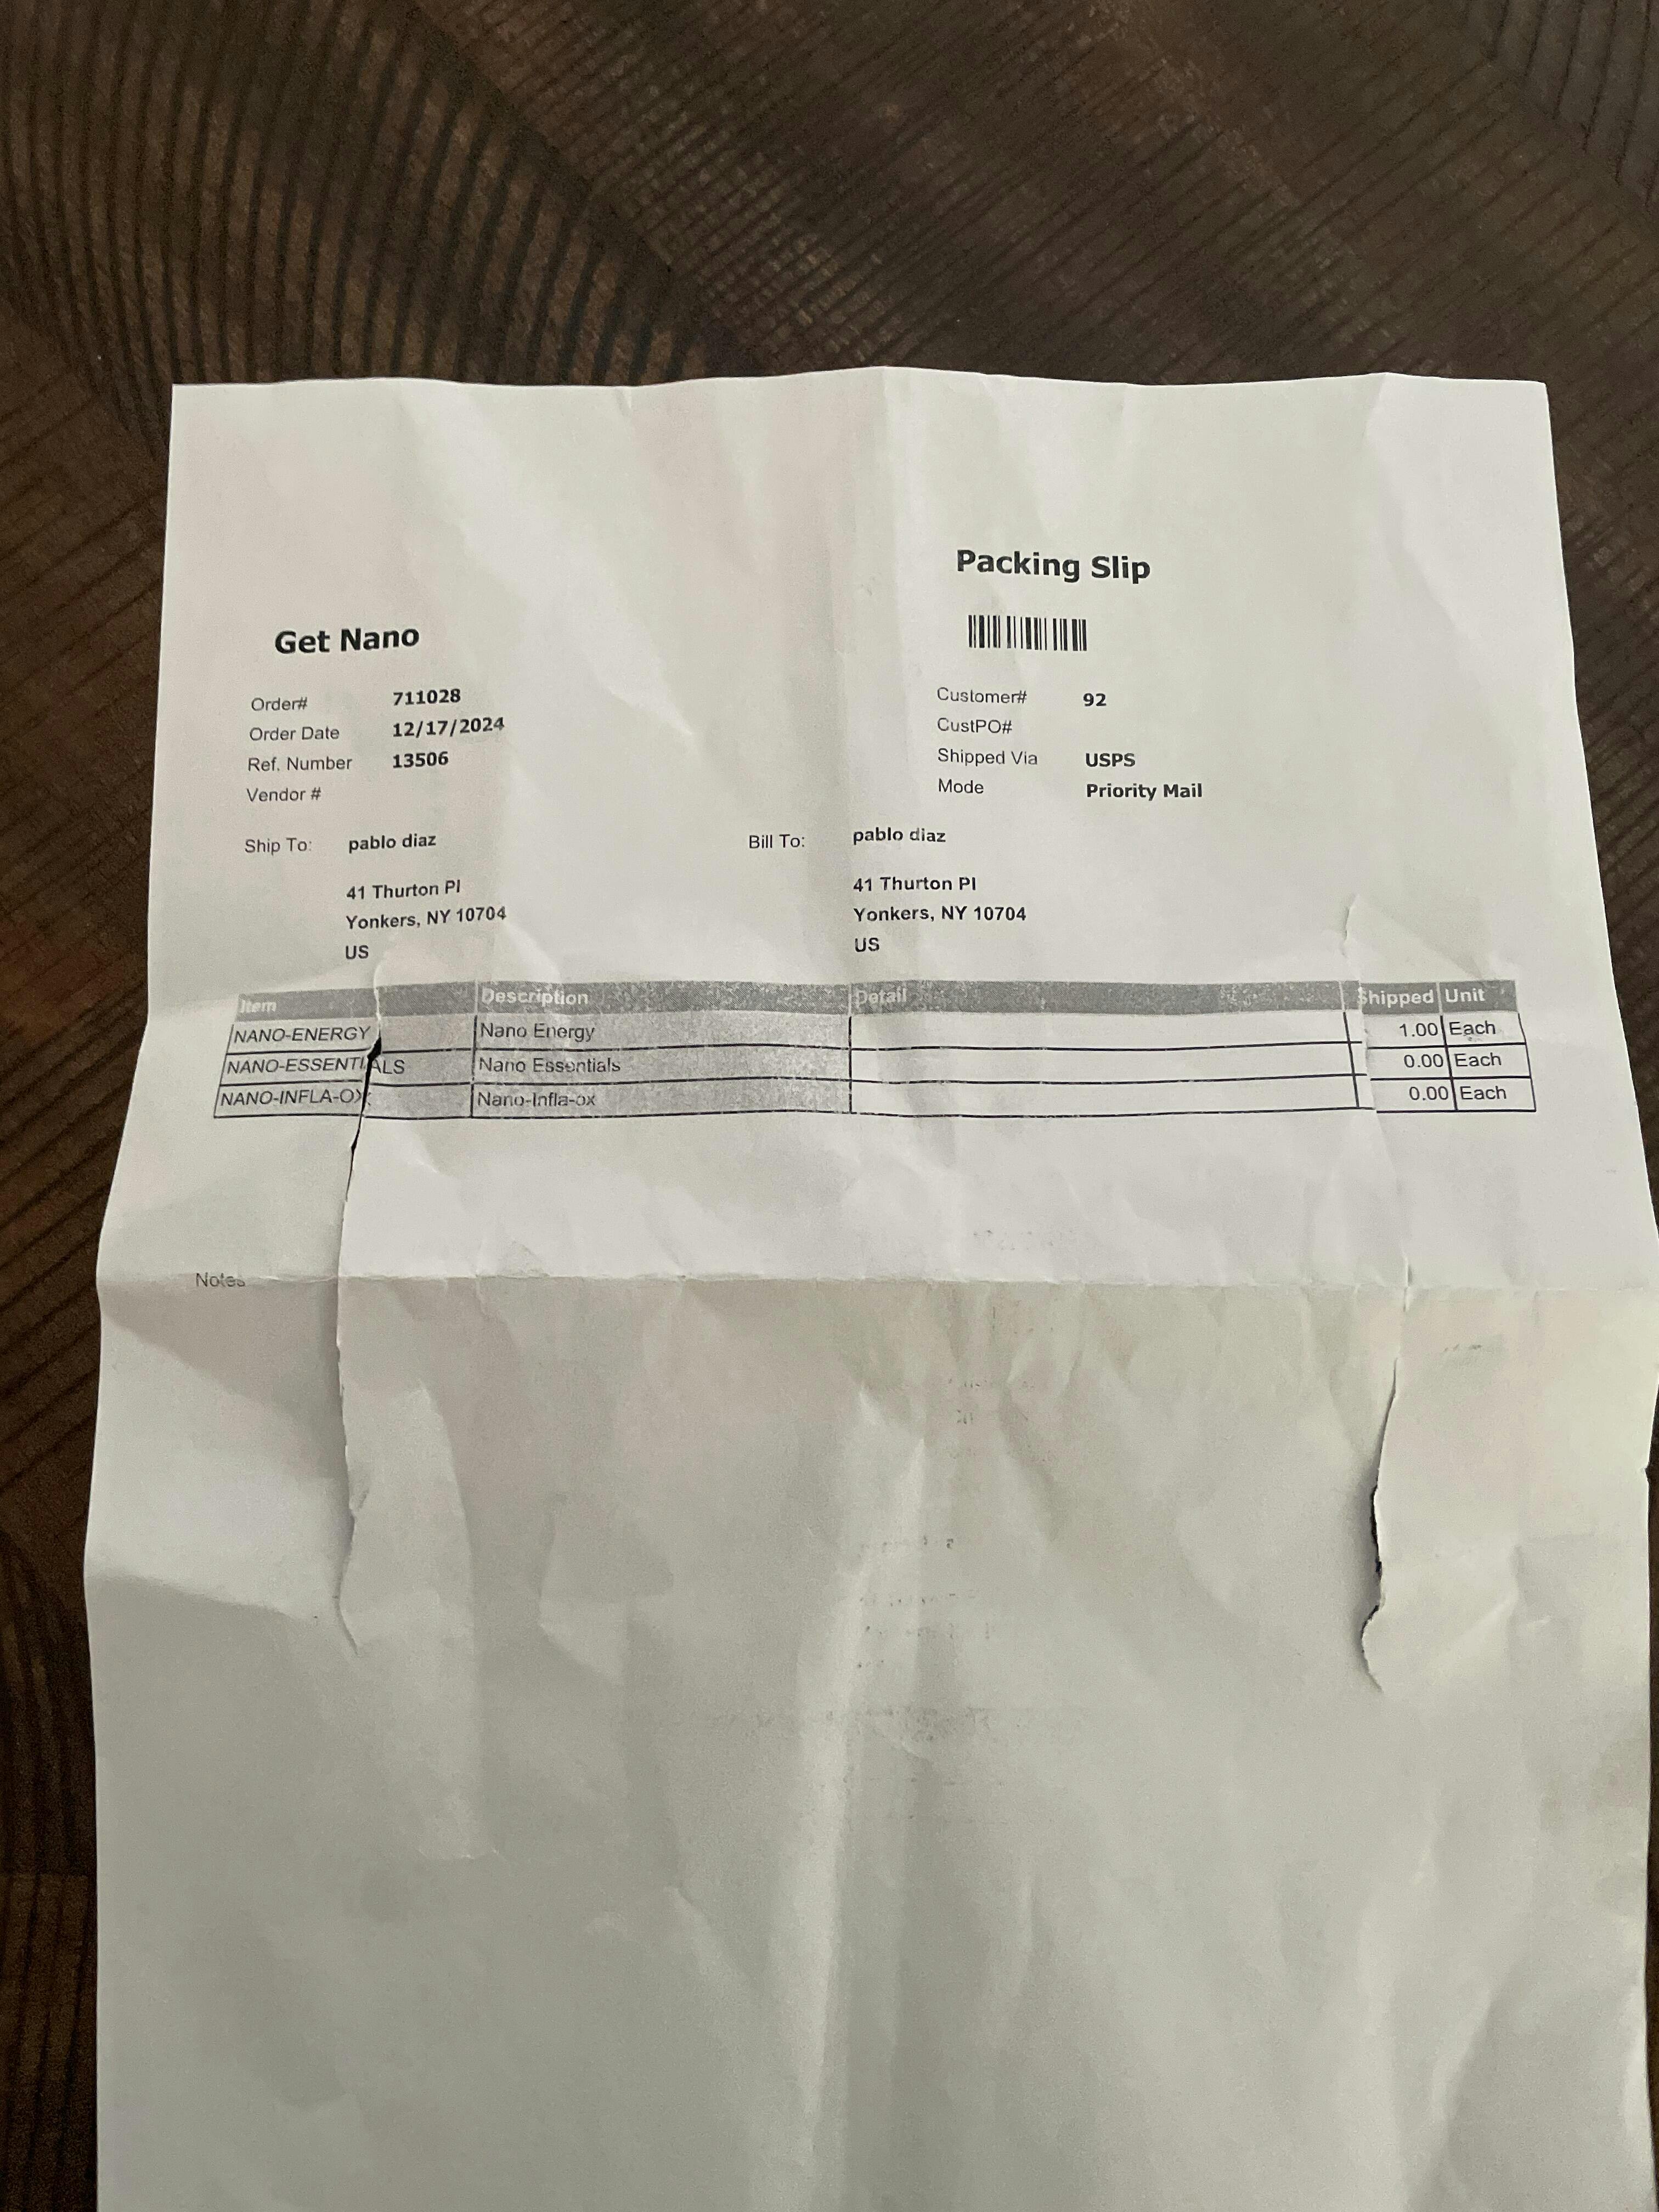 Packing Slip
Get Nano
Order# 711028
Order Date 12/17/2024
Ref. Number 13506
Vendor #
Customer# 92
CustPO#
Shipped Via USPS
Mode Priority Mail
Ship To: pablo diaz
41 Thurton Pl
Yonkers, NY 10704
US
Bill To: pablo diaz
41 Thurton Pl
Yonkers, NY 10704
US
Item Description Detail Shipped Unit
NANO-ENERGY Nano Energy 1.00 Each
NANO-ESSENTIALS Nano Essentials 0.00 Each
NANO-INFLA-OX Nano-Infla-ox 0.00 Each
Notes